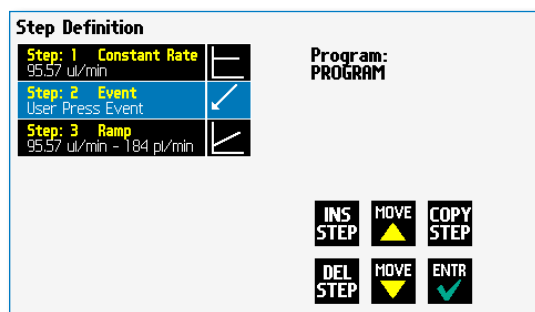 Step Definition
Step: 1 Constant Rate
95.57 ul/min
Step: 2 Event
User Press Event
Step: 3 Ramp
95.57 ul/min - 184 pl/min
Program:
PROGRAM
INS STEP
MOVE
COPY STEP
DEL STEP
MOVE
ENTR